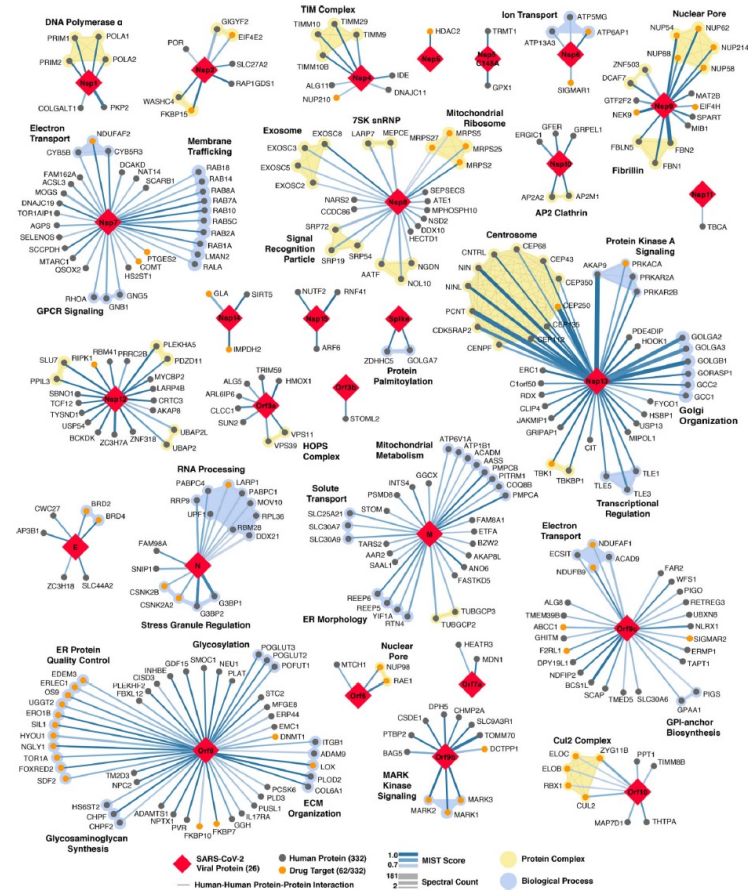 DNA Polymerase α
PRIM1
POLA1
PRIM2
POLA2
Nsp1
COLGALT1
PKP2
GIGYF2
POR
EIF4E2
Nsp2
SLC27A2
RAP1GDS1
WASHC4
FKBP15
TIM Complex
TIMM10
TIMM29
TIMM9
TIMM10B
Nsp4
IDE
ALG11
DNAJC11
NUP210
HDAC2
Nsp5
TRMT1
Nsp5
C145A
GPX1
Ion Transport
ATP5MG
ATP6AP1
ATP13A3
Nsp6
SIGMAR1
Nuclear Pore
NUP54
NUP62
NUP214
NUP88
NUP58
ZNF503
DCAF7
Nsp9
MAT2B
GTF2F2
EIF4H
NEK9
SPART
MIB1
FBLN5
FBN2
FBN1
Fibrillin
Electron
Transport
NDUFAF2
CYB5B
CYB5R3
Membrane
Trafficking
DCAKD
FAM162A
NAT14
ACSL3
SCARB1
MOGS
DNAJC19
TOR1AIP1
Nsp7
AGPS
SELENOS
SCCPDH
MTARC1
QSOX2
PTGES2
COMT
HS2ST1
RAB18
RAB14
RAB8A
RAB7A
RAB10
RAB5C
RAB2A
RAB1A
LMAN2
RALA
RHOA
GNG5
GNB1
GPCR Signaling
Exosome
EXOSC8
EXOSC3
EXOSC5
EXOSC2
7SK snRNP
LARP7
MEPCE
Mitochondrial
Ribosome
MRPS27
MRPS5
MRPS25
MRPS2
Nsp8
NARS2
CCDC86
SEPSECS
ATE1
MPHOSPH10
NSD2
DDX10
HECTD1
SRP72
SRP54
SRP19
Signal
Recognition
Particle
AATF
NGDN
NOL10
GFER
ERGIC1
GRPEL1
Nsp10
AP2A2
AP2M1
AP2 Clathrin
Nsp11
TBCA
Centrosome
CEP68
CNTRL
CEP43
NIN
CEP350
NINL
CEP250
PCNT
CEP135
CDK5RAP2
CEP112
CENPF
Protein Kinase A
Signaling
AKAP9
PRKACA
PRKAR2A
PRKAR2B
PDE4DIP
HOOK1
GOLGA2
GOLGA3
GOLGB1
GORASP1
GCC2
GCC1
Golgi
Organization
Nsp13
ERC1
C1orf50
RDX
CLIP4
JAKMIP1
GRIPAP1
FYCO1
HSBP1
USP13
MIPOL1
CIT
TBK1
TBKBP1
TLE1
TLE5
TLE3
Transcriptional
Regulation
GLA
SIRT5
Nsp14
IMPDH2
NUTF2
RNF41
Nsp15
ARF6
Spike
ZDHHC5
GOLGA7
Protein
Palmitoylation
SLU7
RIPK1
RBM41
PRRC2B
PLEKHA5
PDZD11
PPIL3
Nsp12
MYCBP2
SBNO1
LARP4B
TCF12
CRTC3
TYSND1
AKAP8
USP54
BCKDK
ZC3H7A
ZNF318
UBAP2L
UBAP2
TRIM59
ALG5
HMOX1
ARL6IP6
Orf3a
CLCC1
SUN2
VPS11
VPS39
HOPS
Complex
Orf3b
STOML2
BRD2
CWC27
BRD4
AP3B1
E
ZC3H18
SLC44A2
RNA Processing
PABPC4
LARP1
RRP9
PABPC1
MOV10
UPF1
RPL36
RBM28
DDX21
FAM98A
N
SNIP1
CSNK2B
CSNK2A2
G3BP1
G3BP2
Stress Granule Regulation
Mitochondrial
Metabolism
ATP6V1A
ATP1B1
ACADM
AASS
PMPCB
PITRM1
COQ8B
PMPCA
GGCX
INTS4
PSMD8
STOM
Solute
Transport
SLC25A21
SLC30A7
SLC30A9
M
TARS2
AAR2
SAAL1
FAM8A1
ETFA
BZW2
AKAP8L
ANO6
FASTKD5
REEP6
REEP5
YIF1A
RTN4
ER Morphology
TUBGCP3
TUBGCP2
Electron
Transport
NDUFAF1
ECSIT
ACAD9
NDUFB9
FAR2
WFS1
PIGO
RETREG3
UBXN8
NLRX1
SIGMAR2
ERMP1
TAPT1
ALG8
TMEM39B
ABCC1
GHITM
F2RL1
DPY19L1
NDFIP2
BCS1L
SCAP
TMED5
SLC30A6
Orf9c
PIGS
GPAA1
GPI-anchor
Biosynthesis
ER Protein
Quality Control
EDEM3
ERLEC1
OS9
UGGT2
ERO1B
SIL1
HYOU1
NGLY1
TOR1A
FOXRED2
SDF2
Glycosylation
POGLUT3
POGLUT2
POFUT1
SMOC1
GDF15
NEU1
INHBE
PLAT
CISD3
PLEKHF2
FBXL12
STC2
MFGE8
ERP44
EMC1
DNMT1
Orf8
ITGB1
ADAM9
LOX
PLOD2
COL6A1
ECM
Organization
TM2D3
NPC2
HS6ST2
CHPF
CHPF2
Glycosaminoglycan
Synthesis
ADAMTS1
NPTX1
PVR
FKBP10
FKBP7
GGH
IL17RA
PUSL1
PLD3
PCSK6
Nuclear
Pore
MTCH1
NUP98
RAE1
Orf6
HEATR3
MDN1
Orf7a
DPH5
CHMP2A
CSDE1
SLC9A3R1
PTBP2
TOMM70
BAG5
Orf9b
DCTPP1
MARK
Kinase
Signaling
MARK3
MARK2
MARK1
Cul2 Complex
ELOC
ZYG11B
PPT1
TIMM8B
ELOB
RBX1
Orf10
CUL2
MAP7D1
THTPA
SARS-CoV-2
Viral Protein (26)
Human Protein (332)
Drug Target (62/332)
Human-Human Protein-Protein Interaction
1.0
0.7
MIST Score
181
2
Spectral Count
Protein Complex
Biological Process